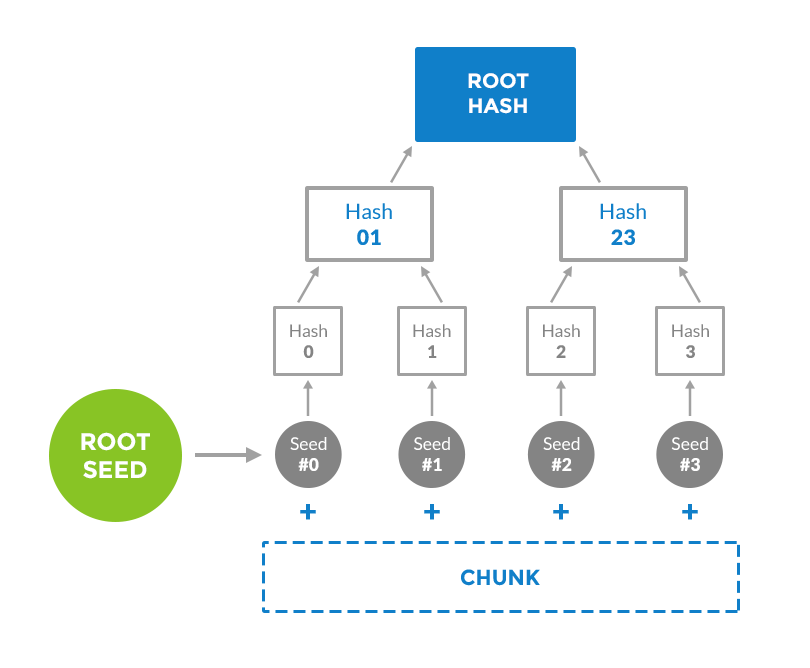 ROOT
HASH
Hash
01
Hash
23
Hash
0
Hash
1
Hash
2
Hash
3
ROOT
SEED
Seed
#0
Seed
#1
Seed
#2
Seed
#3
+ + + +
CHUNK